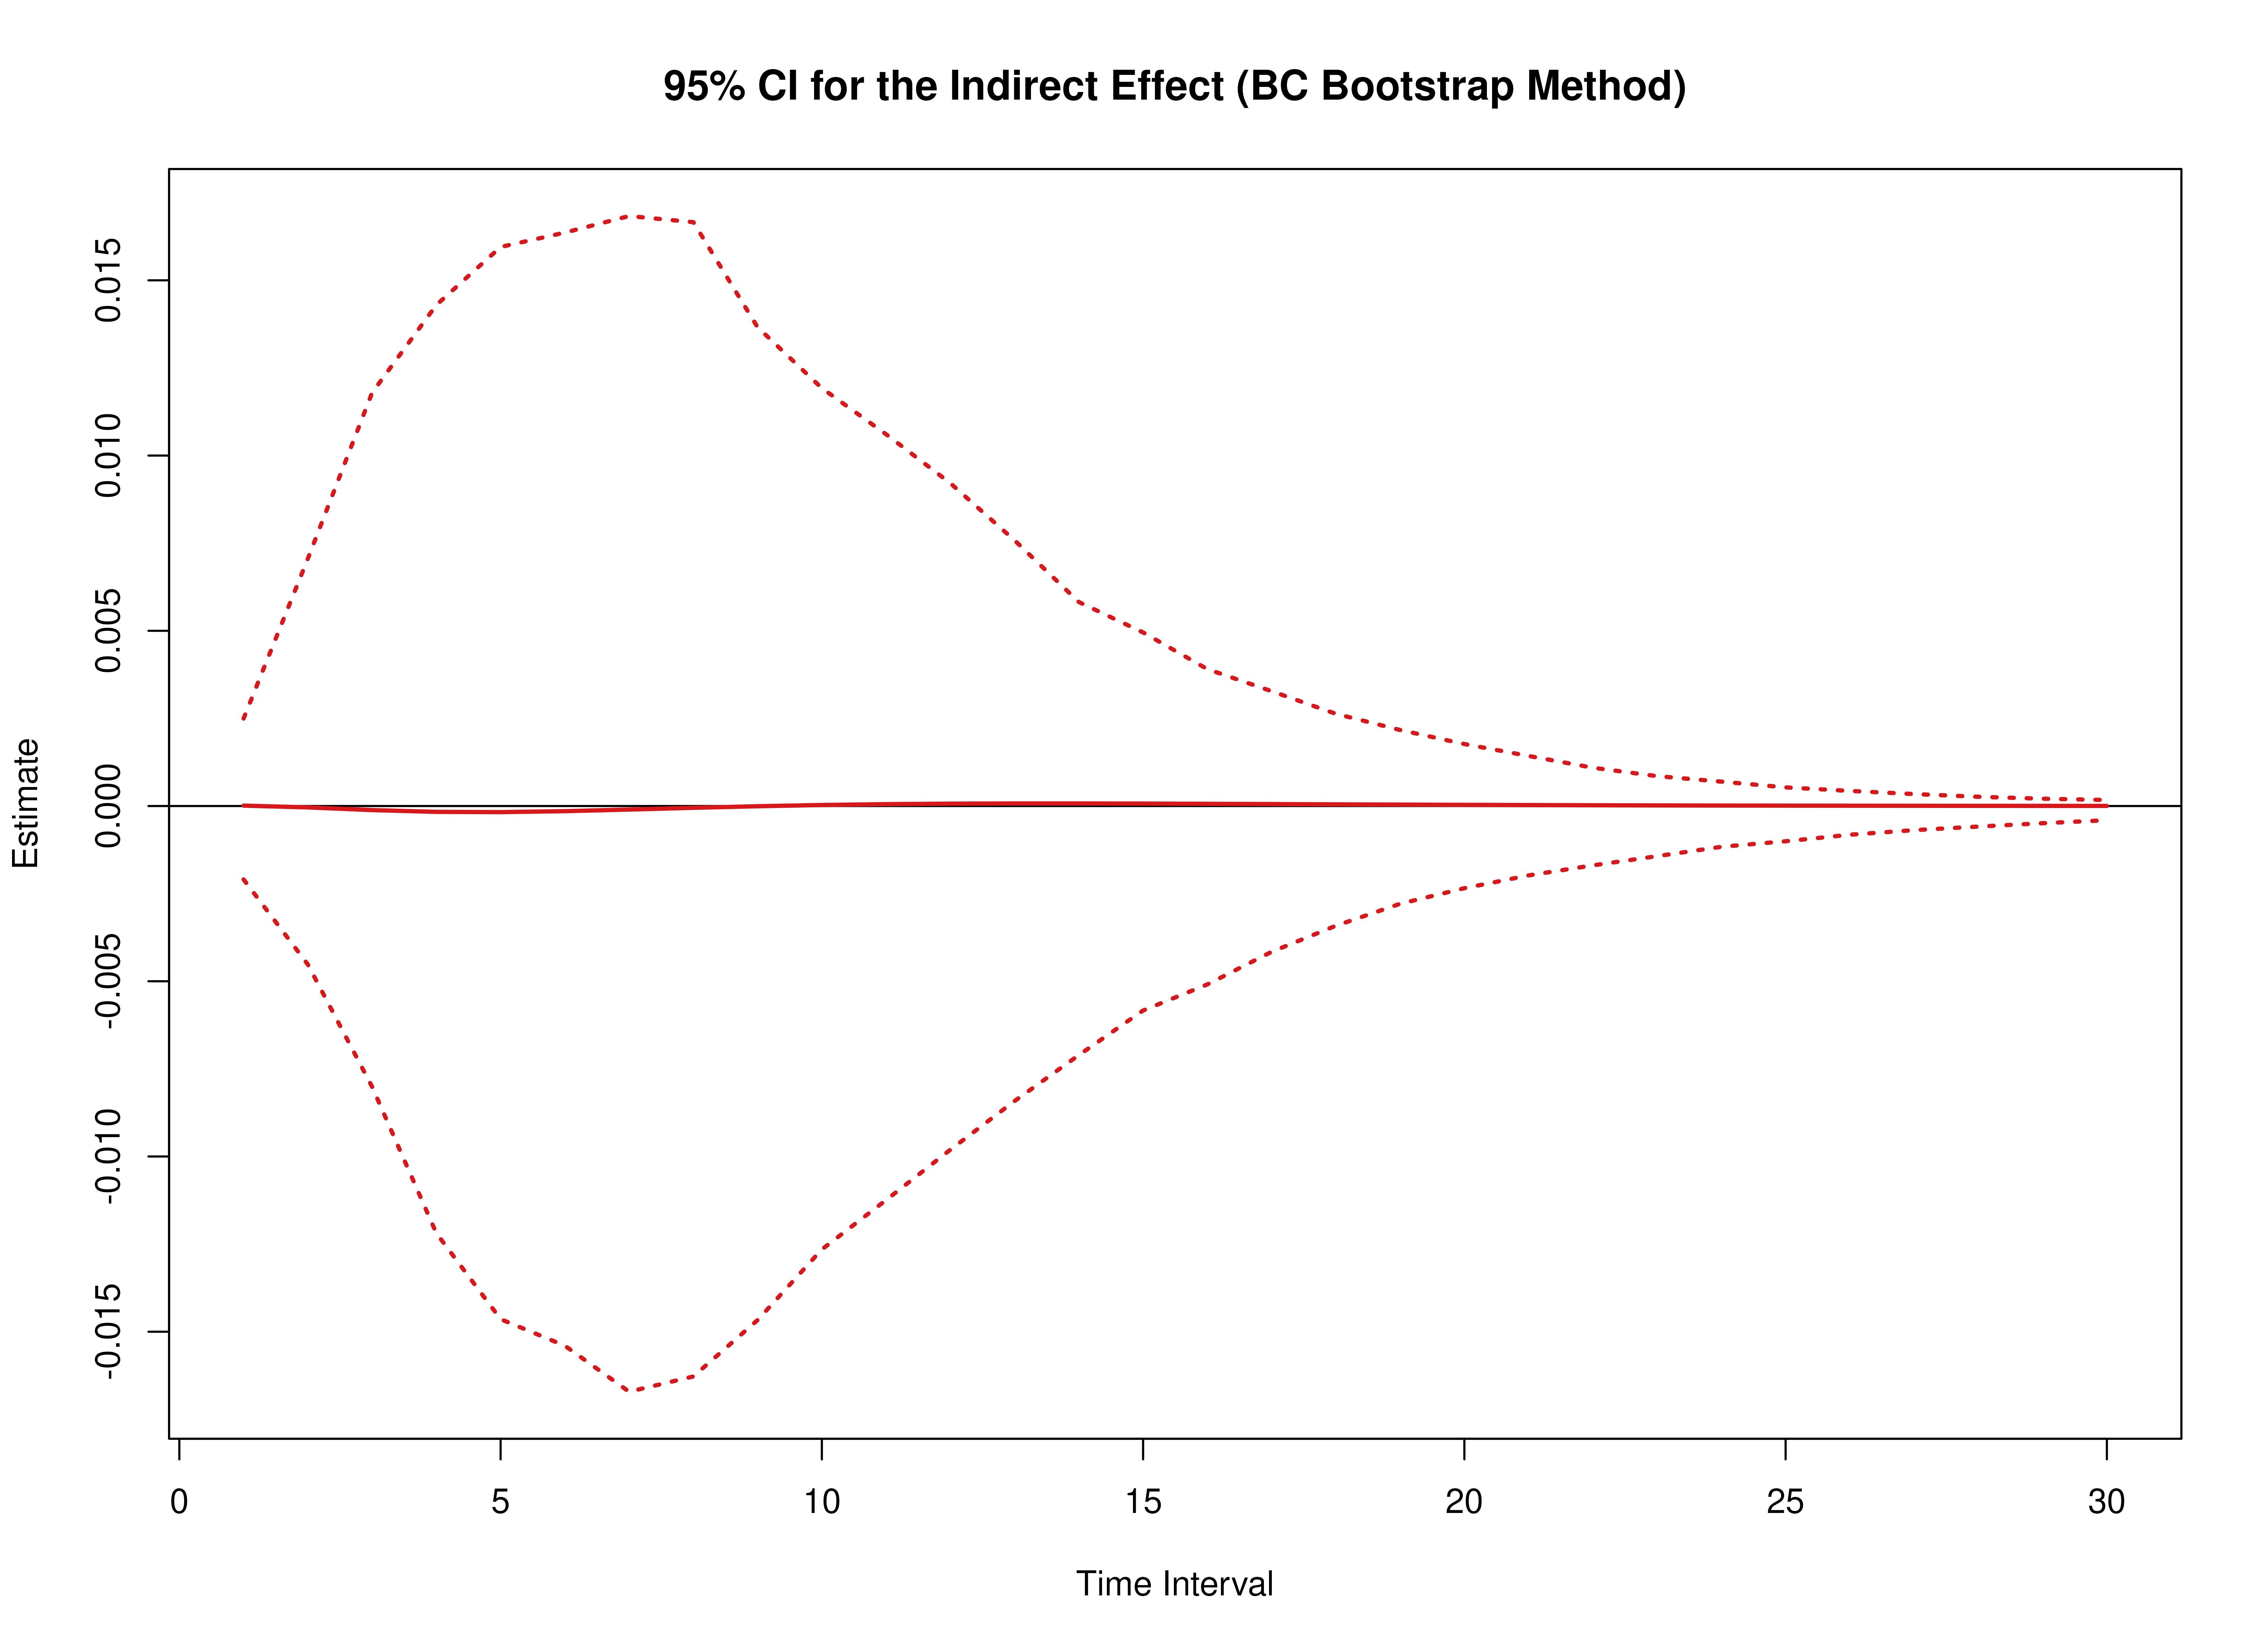 95% CI for the Indirect Effect (BC Bootstrap Method)
Estimate
0.015
0.010
0.005
0.000
-0.005
-0.010
-0.015
0 5 10 15 20 25 30
Time Interval